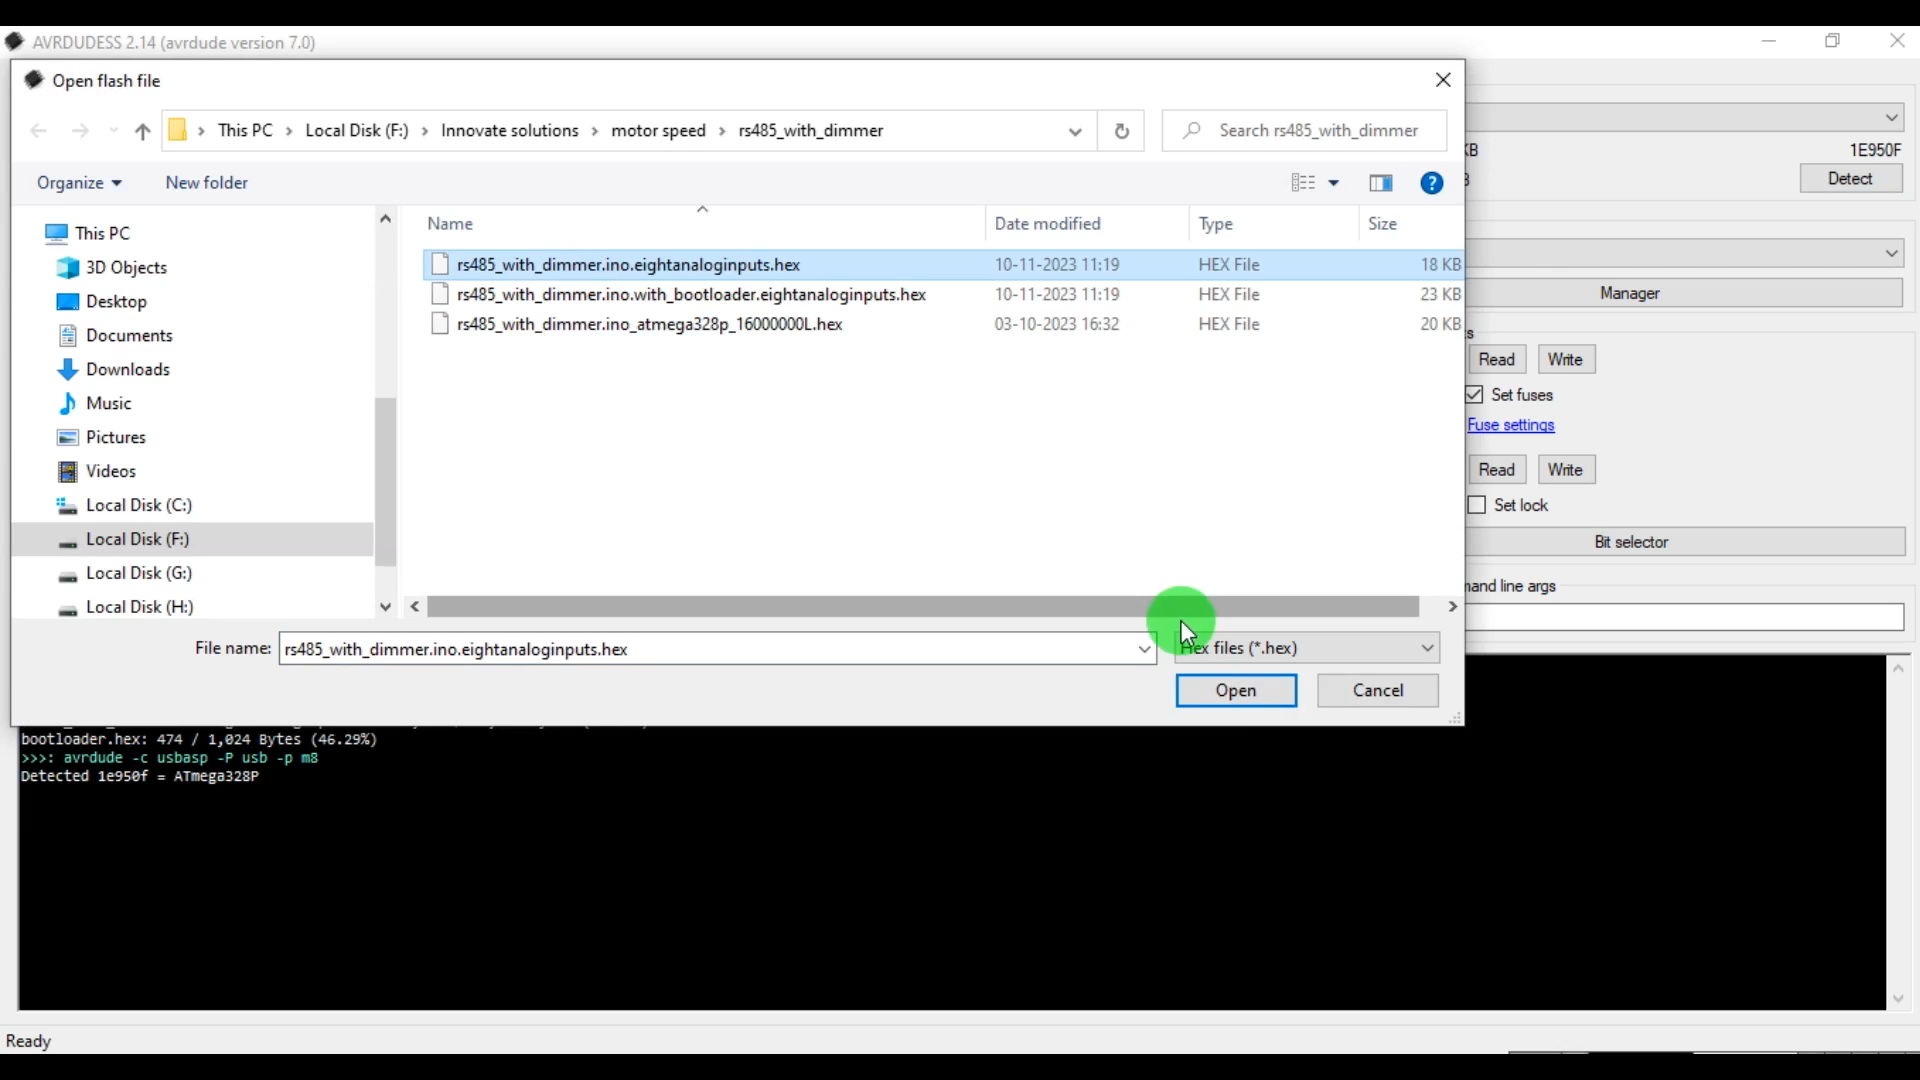 AVRDUDESS 2.14 (avrdude version 7.0)
Open flash file
This PC > Local Disk (F:) > Innovate solutions > motor speed > rs485_with_dimmer
Search rs485_with_dimmer
KB
1E950F
Detect
Organize
New folder
Name
Date modified
Type
Size
This PC
3D Objects
Desktop
Documents
Downloads
Music
Pictures
Videos
Local Disk (C:)
Local Disk (F:)
Local Disk (G:)
Local Disk (H:)
rs485_with_dimmer.ino.eightanaloginputs.hex 10-11-2023 11:19 HEX File 18 KB
rs485_with_dimmer.ino.with_bootloader.eightanaloginputs.hex 10-11-2023 11:19 HEX File 23 KB
rs485_with_dimmer.ino_atmega328p_16000000L.hex 03-10-2023 16:32 HEX File 20 KB
Manager
Read Write
Set fuses
Fuse settings
Read Write
Set lock
Bit selector
mand line args
File name: rs485_with_dimmer.ino.eightanaloginputs.hex
Hex files (*.hex)
Open
Cancel
bootloader.hex: 474 / 1,024 Bytes (46.29%)
>>>: avrdude -c usbasp -P usb -p m8
Detected 1e950f = ATmega328P
Ready